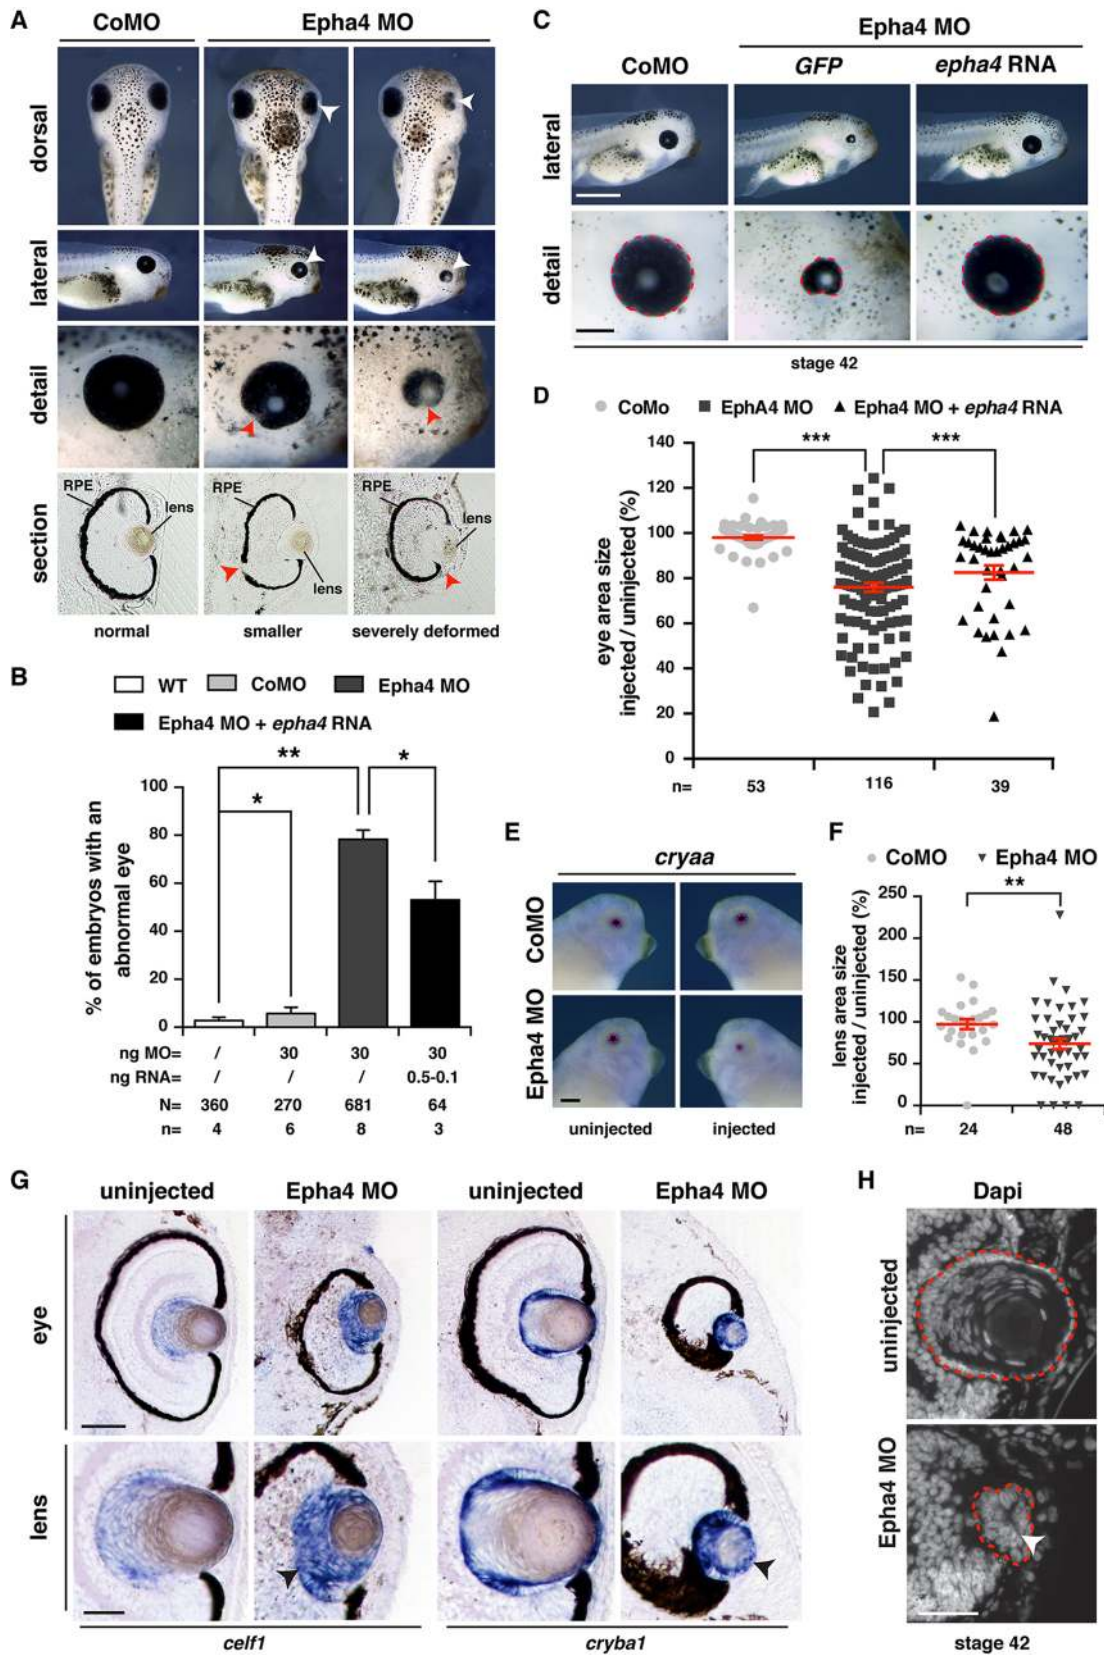 A
CoMO
Epha4 MO
dorsal
lateral
detail
section
RPE
lens
RPE
lens
RPE
lens
normal
smaller
severely deformed
B
WT
CoMO
Epha4 MO
Epha4 MO + epha4 RNA
**
*
*
% of embryos with an
abnormal eye
100
80
60
40
20
0
ng MO= / 30 30 30
ng RNA= / / / 0.5-0.1
N= 360 270 681 64
n= 4 6 8 3
C
Epha4 MO
CoMO
GFP
epha4 RNA
lateral
detail
stage 42
D
CoMo
EphA4 MO
Epha4 MO + epha4 RNA
***
***
eye area size
injected / uninjected (%)
140
120
100
80
60
40
20
0
n= 53 116 39
E
cryaa
CoMO
Epha4 MO
uninjected
injected
F
CoMO
Epha4 MO
**
lens area size
injected / uninjected (%)
250
200
150
100
50
0
n= 24 48
G
uninjected
Epha4 MO
uninjected
Epha4 MO
eye
lens
celf1
cryba1
H
Dapi
uninjected
Epha4 MO
stage 42